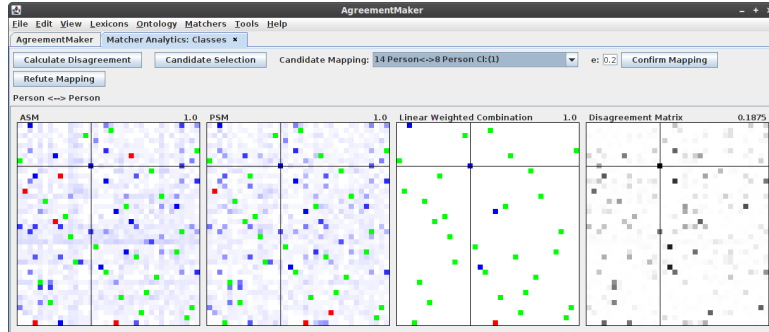 AgreementMaker
File Edit View Lexicons Ontology Matchers Tools Help
AgreementMaker Matcher Analytics: Classes ×
Calculate Disagreement Candidate Selection Candidate Mapping: 14 Person<->8 Person Cl:(1) e: 0.2 Confirm Mapping
Refute Mapping
Person <--> Person
ASM 1.0 PSM 1.0 Linear Weighted Combination 1.0 Disagreement Matrix 0.1875